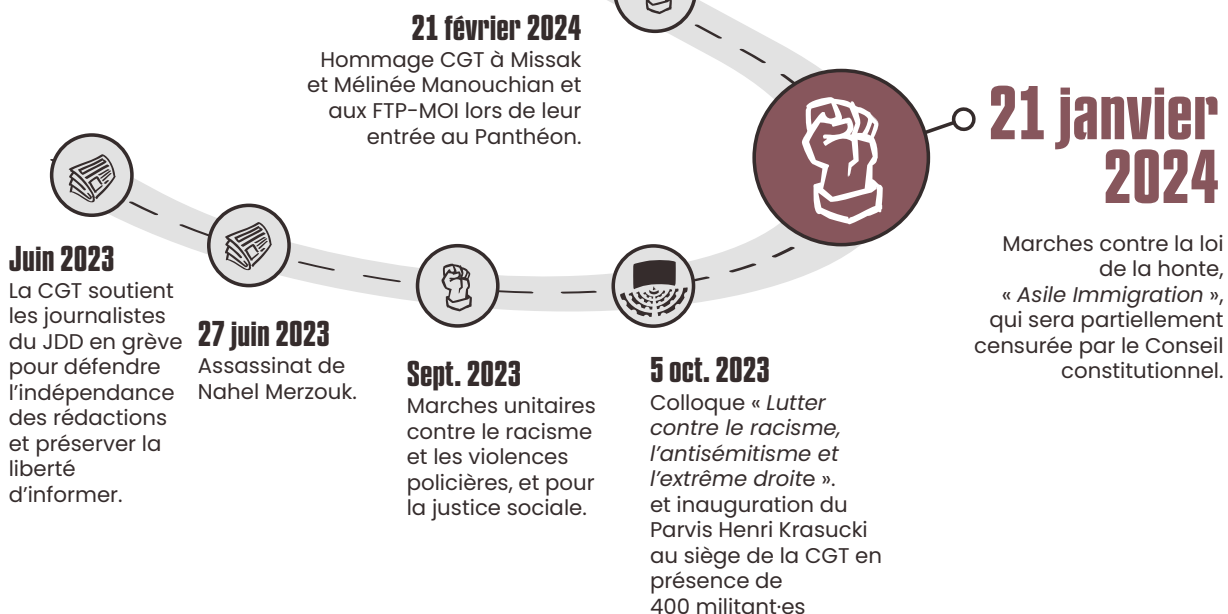 21 février 2024
Hommage CGT à Missak
et Mélinée Manouchian et
aux FTP-MOI lors de leur
entrée au Panthéon.
21 janvier
2024
Marches contre la loi
de la honte,
« Asile Immigration »,
qui sera partiellement
censurée par le Conseil
constitutionnel.
Juin 2023
La CGT soutient
les journalistes
du JDD en grève
pour défendre
l’indépendance
des rédactions
et préserver la
liberté
d’informer.
27 juin 2023
Assassinat de
Nahel Merzouk.
Sept. 2023
Marches unitaires
contre le racisme
et les violences
policières, et pour
la justice sociale.
5 oct. 2023
Colloque « Lutter
contre le racisme,
l’antisémitisme et
l’extrême droite ».
et inauguration du
Parvis Henri Krasucki
au siège de la CGT en
présence de
400 militant·es